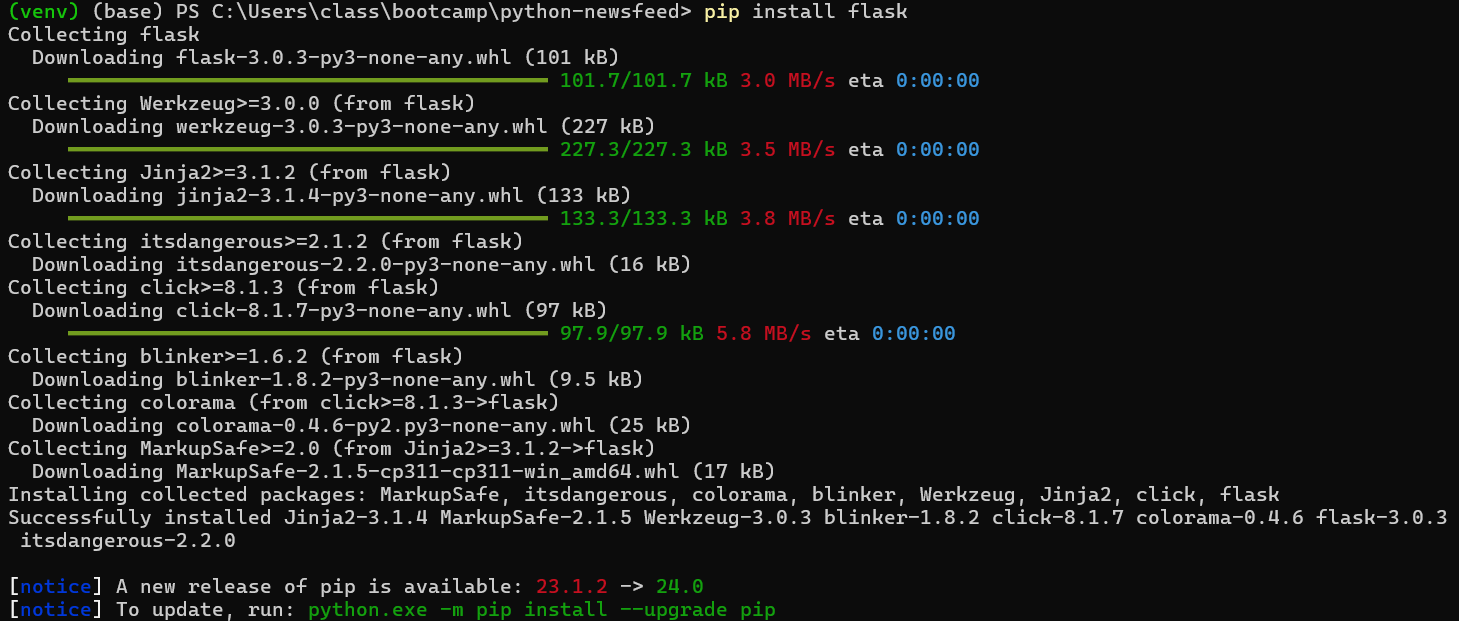 (venv) (base) PS C:\Users\class\bootcamp\python-newsfeed> pip install flask
Collecting flask
  Downloading flask-3.0.3-py3-none-any.whl (101 kB)
     101.7/101.7 kB 3.0 MB/s eta 0:00:00
Collecting Werkzeug>=3.0.0 (from flask)
  Downloading werkzeug-3.0.3-py3-none-any.whl (227 kB)
     227.3/227.3 kB 3.5 MB/s eta 0:00:00
Collecting Jinja2>=3.1.2 (from flask)
  Downloading jinja2-3.1.4-py3-none-any.whl (133 kB)
     133.3/133.3 kB 3.8 MB/s eta 0:00:00
Collecting itsdangerous>=2.1.2 (from flask)
  Downloading itsdangerous-2.2.0-py3-none-any.whl (16 kB)
Collecting click>=8.1.3 (from flask)
  Downloading click-8.1.7-py3-none-any.whl (97 kB)
     97.9/97.9 kB 5.8 MB/s eta 0:00:00
Collecting blinker>=1.6.2 (from flask)
  Downloading blinker-1.8.2-py3-none-any.whl (9.5 kB)
Collecting colorama (from click>=8.1.3->flask)
  Downloading colorama-0.4.6-py2.py3-none-any.whl (25 kB)
Collecting MarkupSafe>=2.0 (from Jinja2>=3.1.2->flask)
  Downloading MarkupSafe-2.1.5-cp311-cp311-win_amd64.whl (17 kB)
Installing collected packages: MarkupSafe, itsdangerous, colorama, blinker, Werkzeug, Jinja2, click, flask
Successfully installed Jinja2-3.1.4 MarkupSafe-2.1.5 Werkzeug-3.0.3 blinker-1.8.2 click-8.1.7 colorama-0.4.6 flask-3.0.3
 itsdangerous-2.2.0

[notice] A new release of pip is available: 23.1.2 -> 24.0
[notice] To update, run: python.exe -m pip install --upgrade pip